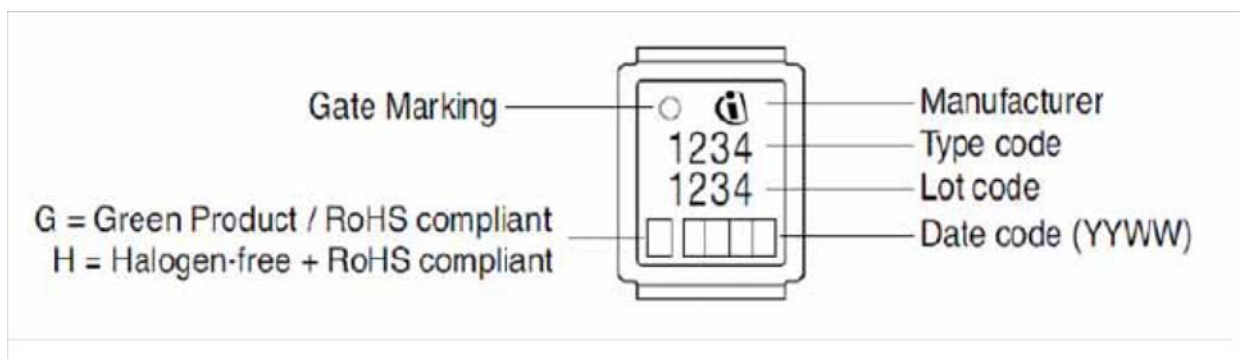 Gate Marking
Manufacturer
1234
Type code
1234
Lot code
G = Green Product / RoHS compliant
H = Halogen-free + RoHS compliant
Date code (YYWW)